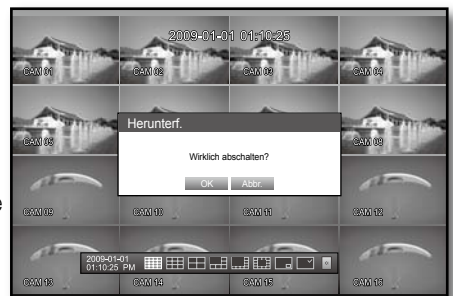 2009-01-01 01:10:25
CAM 01
CAM 02
CAM 03
CAM 04
CAM 05
CAM 08
Herunterf.
Wirklich abschalten?
OK
Abbr.
CAM 09
CAM 10
CAM 11
CAM 12
2009-01-01
01:10:25 PM
CAM 13
CAM 14
CAM 15
CAM 16
e